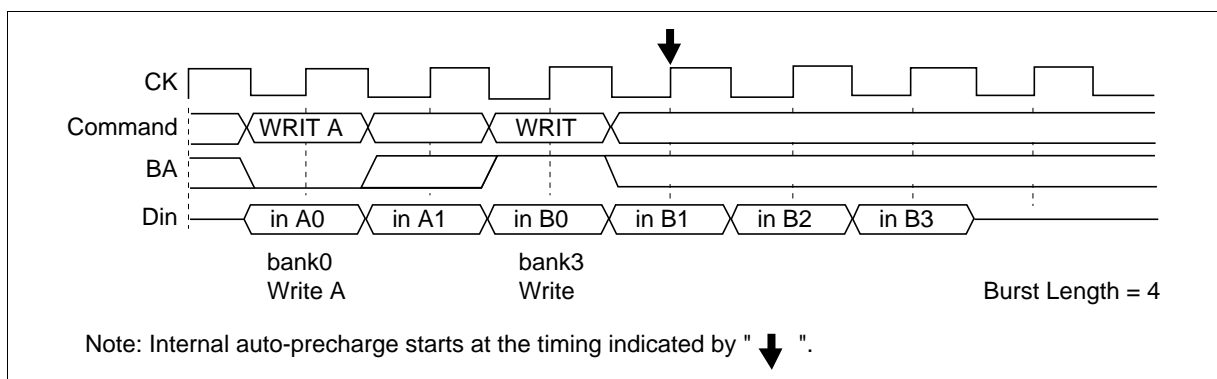 CK
Command WRIT A WRIT
BA
Din in A0 in A1 in B0 in B1 in B2 in B3
bank0 bank3
Write A Write Burst Length = 4
Note: Internal auto-precharge starts at the timing indicated by " ".